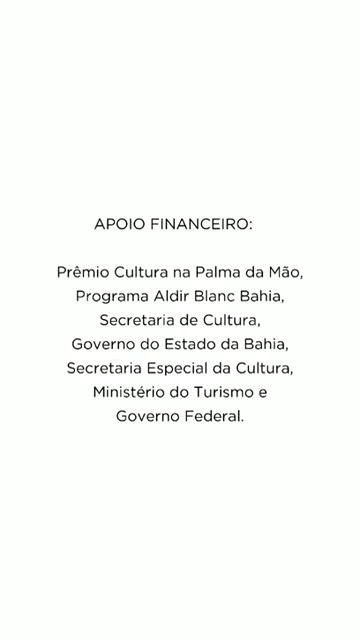 APOIO FINANCEIRO:
Prêmio Cultura na Palma da Mão,
Programa Aldir Blanc Bahia,
Secretaria de Cultura,
Governo do Estado da Bahia,
Secretaria Especial da Cultura,
Ministério do Turismo e
Governo Federal.